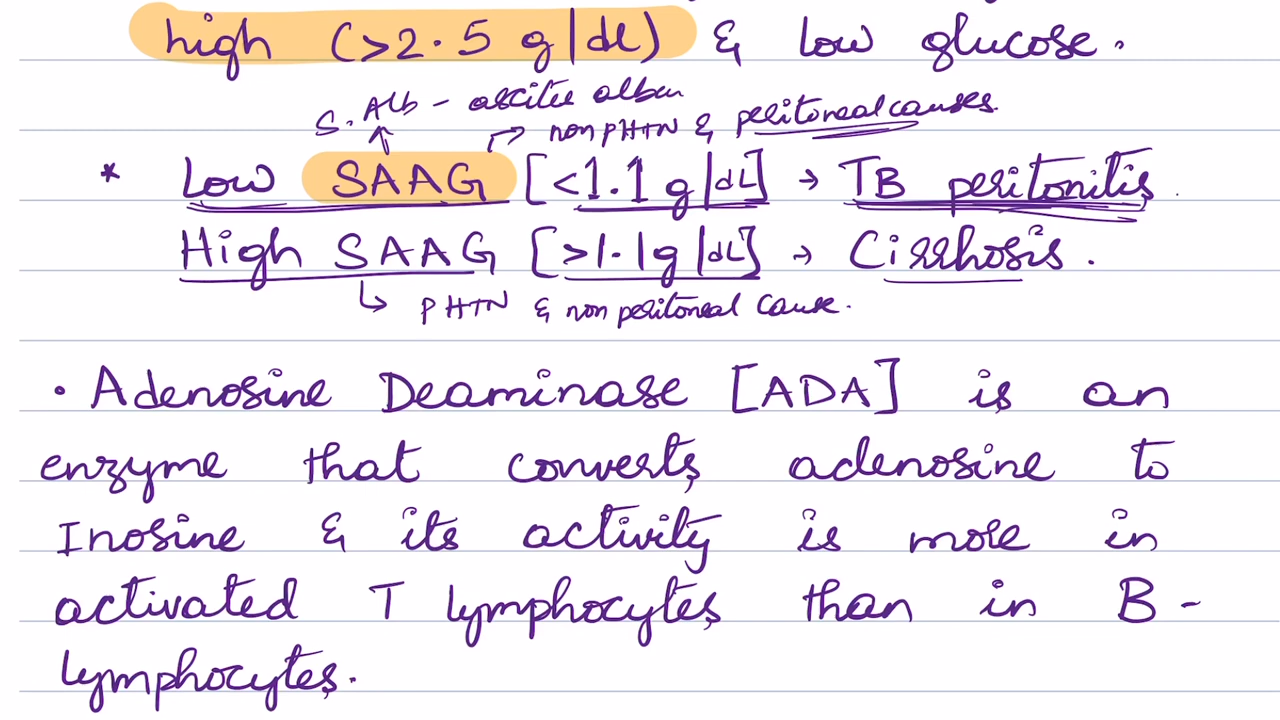 high (>2.5 g/dl) & low glucose.
S. Alb - ascitic albu
non PHTN & peritoneal causes.
* Low SAAG [<1.1 g/dL] → TB peritonitis
High SAAG [>1.1g/dL] → Cirrhosis.
↳ PHTN & non peritoneal cause.
• Adenosine Deaminase [ADA] is an
enzyme that converts adenosine to
Inosine & its activity is more in
activated T lymphocytes than in B-
lymphocytes.